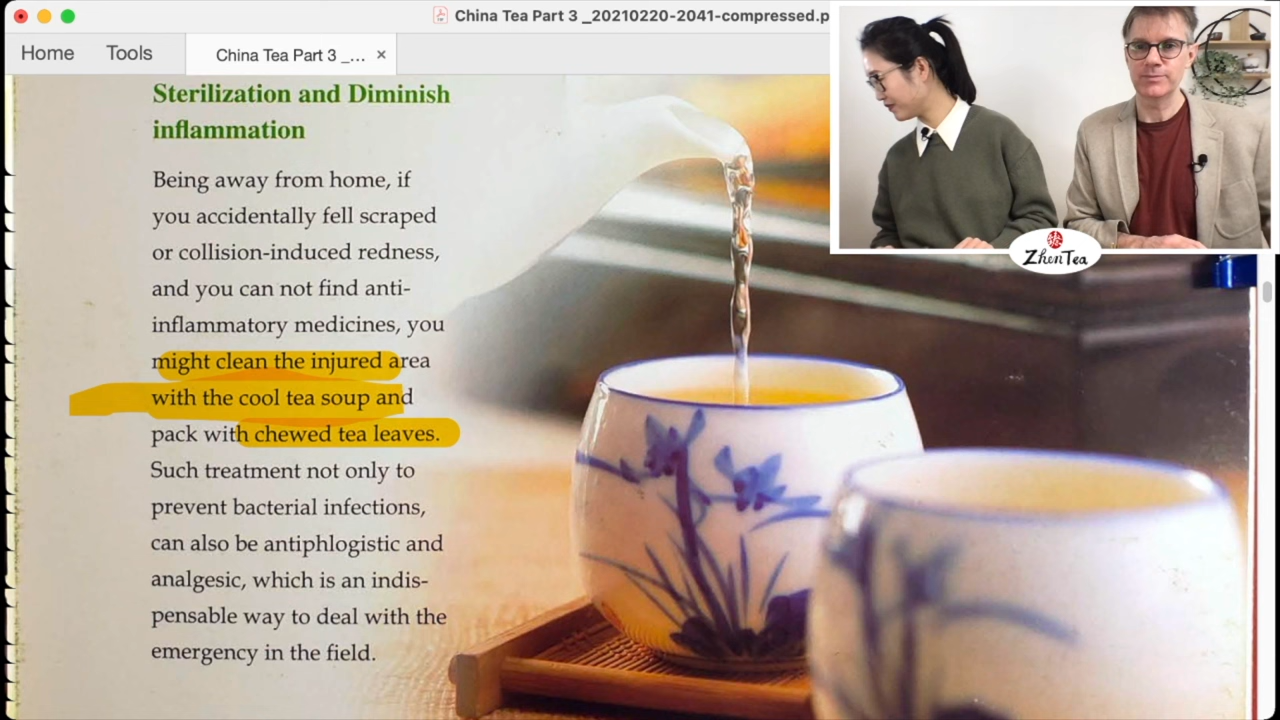 China Tea Part 3 _20210220-2041-compressed.p
Home
Tools
China Tea Part 3 _...
×
Sterilization and Diminish
inflammation
Being away from home, if
you accidentally fell scraped
or collision-induced redness,
and you can not find anti-
inflammatory medicines, you
might clean the injured area
with the cool tea soup and
pack with chewed tea leaves.
Such treatment not only to
prevent bacterial infections,
can also be antiphlogistic and
analgesic, which is an indis-
pensable way to deal with the
emergency in the field.
ZhenTea